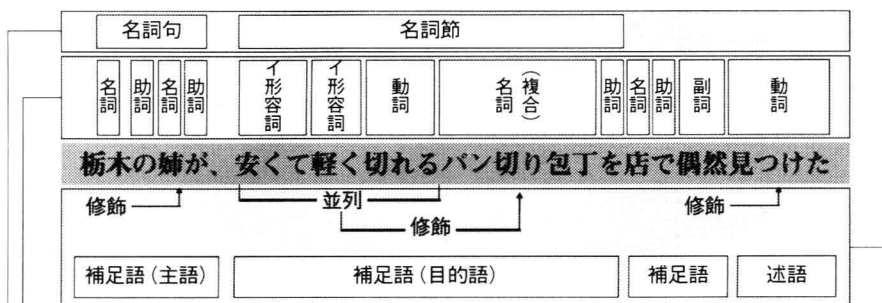 名詞句 名詞節
名詞 助詞 名詞 助詞 イ形容詞 イ形容詞 動詞 名詞(複合) 助詞 名詞 助詞 副詞 動詞
栃木の姉が、安くて軽く切れるパン切り包丁を店で偶然見つけた
修飾 並列 修飾
修飾
補足語(主語) 補足語(目的語) 補足語 述語